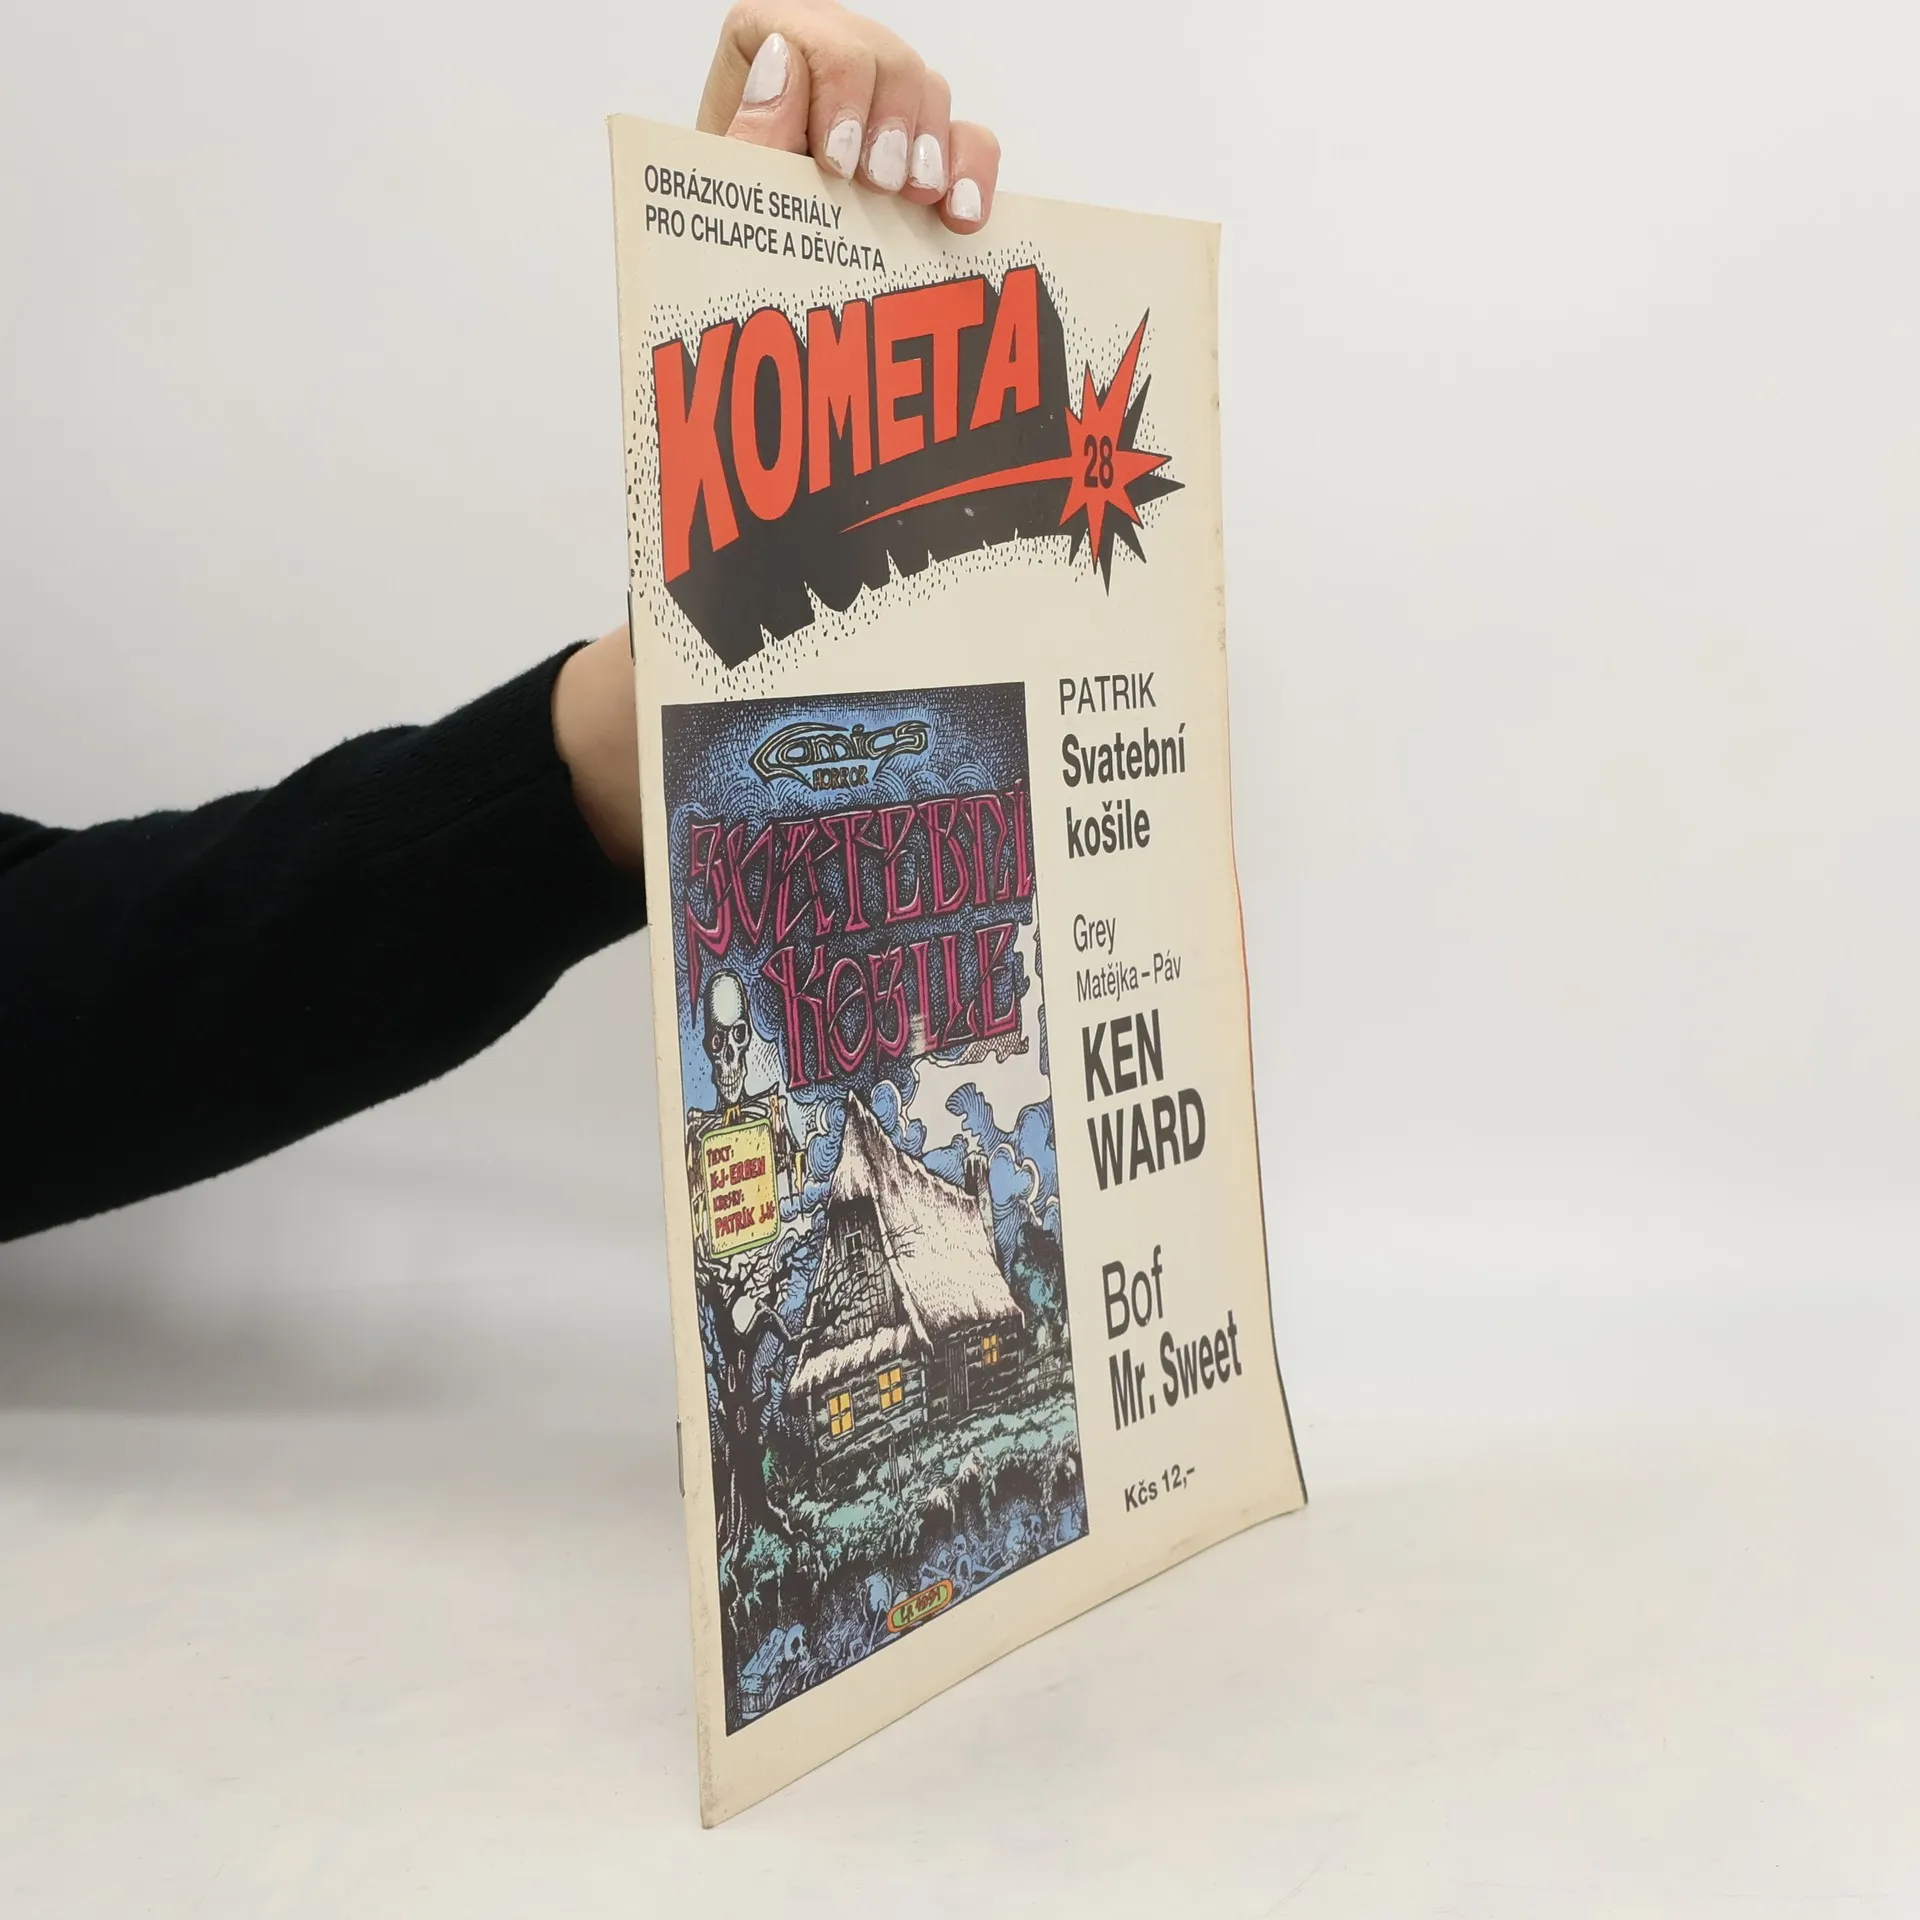 OBRÁZKOVÉ SERIÁLY
PRO CHLAPCE A DĚVČATA
KOMETA
28
PATRIK
Svatební
košile
Grey
Matějka – Páv
KEN
WARD
Bof
Mr. Sweet
Kčs 12,–
COMICS
HORROR
SVATEBNÍ
KOŠILE
TEXT:
K·J·ERBEN
KRESBY:
PATRIK